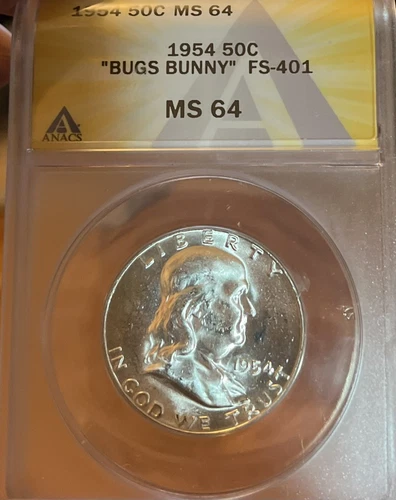 1954 50C MS 64
1954 50C
"BUGS BUNNY" FS-401
MS 64
ANACS
LIBERTY
1954
IN GOD WE TRUST